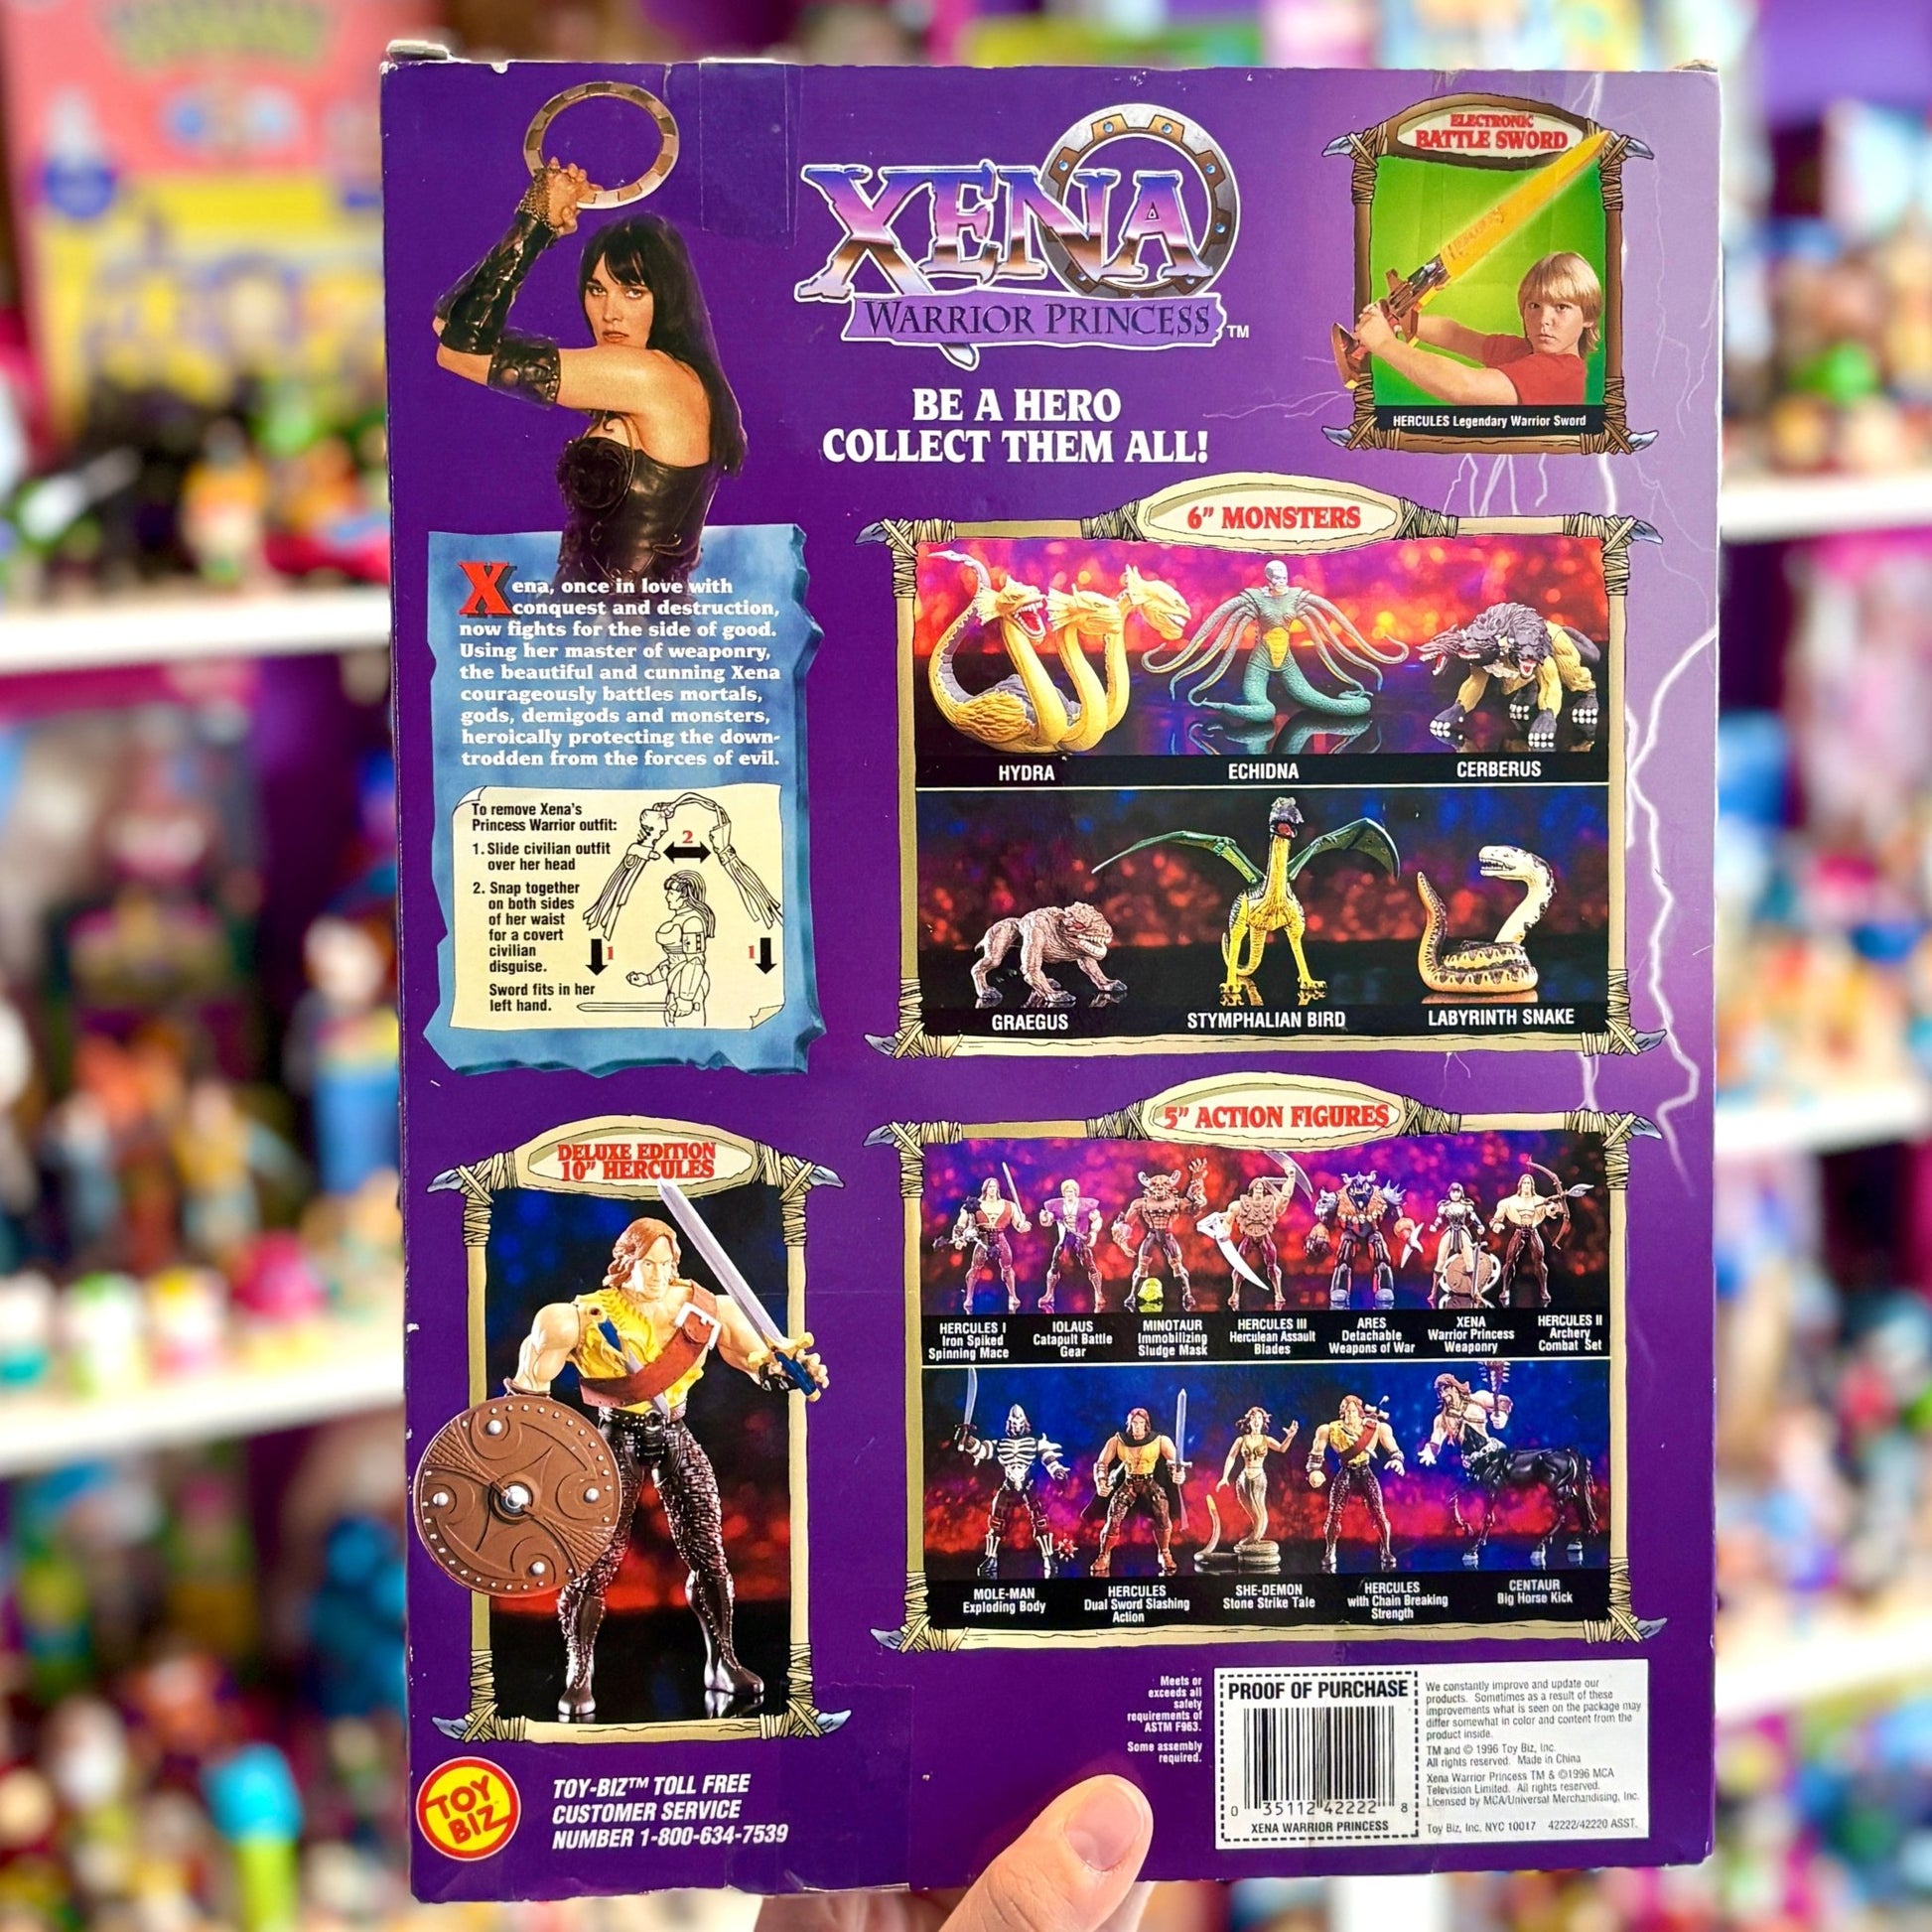 XENA
WARRIOR PRINCESS™
BE A HERO
COLLECT THEM ALL!
ELECTRONIC
BATTLE SWORD
HERCULES Legendary Warrior Sword
Xena, once in love with
conquest and destruction,
now fights for the side of good.
Using her master of weaponry,
the beautiful and cunning Xena
courageously battles mortals,
gods, demigods and monsters,
heroically protecting the down-
trodden from the forces of evil.
To remove Xena's
Princess Warrior outfit:
1. Slide civilian outfit
over her head
2. Snap together
on both sides
of her waist
for a covert
civilian
disguise.
Sword fits in her
left hand.
2
1
1
6" MONSTERS
HYDRA
ECHIDNA
CERBERUS
GRAEGUS
STYMPHALIAN BIRD
LABYRINTH SNAKE
DELUXE EDITION
10" HERCULES
5" ACTION FIGURES
HERCULES I
Iron Spiked
Spinning Mace
IOLAUS
Catapult Battle
Gear
MINOTAUR
Immobilizing
Sludge Mask
HERCULES III
Herculean Assault
Blades
ARES
Detachable
Weapons of War
XENA
Warrior Princess
Weaponry
HERCULES II
Archery
Combat Set
MOLE-MAN
Exploding Body
HERCULES
Dual Sword Slashing
Action
SHE-DEMON
Stone Strike Tale
HERCULES
with Chain Breaking
Strength
CENTAUR
Big Horse Kick
TOY
BIZ
TOY-BIZ™ TOLL FREE
CUSTOMER SERVICE
NUMBER 1-800-634-7539
Meets or
exceeds all
safety
requirements of
ASTM F963.
Some assembly
required.
PROOF OF PURCHASE
0 35112 42222 8
XENA WARRIOR PRINCESS
We constantly improve and update our
products. Sometimes as a result of these
improvements what is seen on the package may
differ somewhat in color and content from the
product inside.
TM and © 1996 Toy Biz, Inc.
All rights reserved. Made in China
Xena Warrior Princess TM & ©1996 MCA
Television Limited. All rights reserved.
Licensed by MCA/Universal Merchandising, Inc.
Toy Biz, Inc. NYC 10017 42222/42220 ASST.